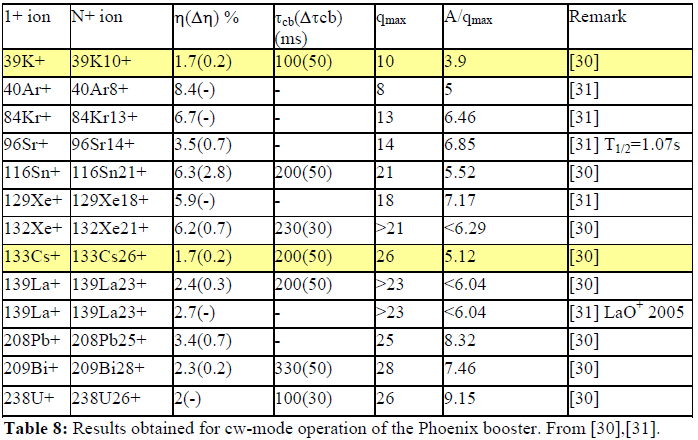 1+ ion N+ ion η(Δη) % τcb(Δτcb) qmax A/qmax Remark
(ms)
39K+ 39K10+ 1.7(0.2) 100(50) 10 3.9 [30]
40Ar+ 40Ar8+ 8.4(-) - 8 5 [31]
84Kr+ 84Kr13+ 6.7(-) - 13 6.46 [31]
96Sr+ 96Sr14+ 3.5(0.7) - 14 6.85 [31] T1/2=1.07s
116Sn+ 116Sn21+ 6.3(2.8) 200(50) 21 5.52 [30]
129Xe+ 129Xe18+ 5.9(-) - 18 7.17 [31]
132Xe+ 132Xe21+ 6.2(0.7) 230(30) >21 <6.29 [30]
133Cs+ 133Cs26+ 1.7(0.2) 200(50) 26 5.12 [30]
139La+ 139La23+ 2.4(0.3) 200(50) >23 <6.04 [30]
139La+ 139La23+ 2.7(-) - >23 <6.04 [31] LaO+ 2005
208Pb+ 208Pb25+ 3.4(0.7) - 25 8.32 [30]
209Bi+ 209Bi28+ 2.3(0.2) 330(50) 28 7.46 [30]
238U+ 238U26+ 2(-) 100(30) 26 9.15 [30]
Table 8: Results obtained for cw-mode operation of the Phoenix booster. From [30].[31].